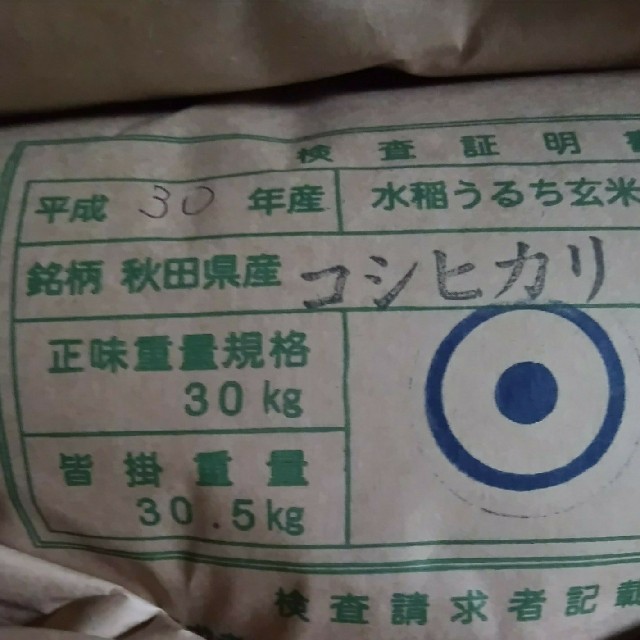 検査証明
平成 30 年産 水稲うるち玄米
銘柄 秋田県産 コシヒカリ
正味重量規格
30kg
皆掛重量
30.5kg
検査請求者記載